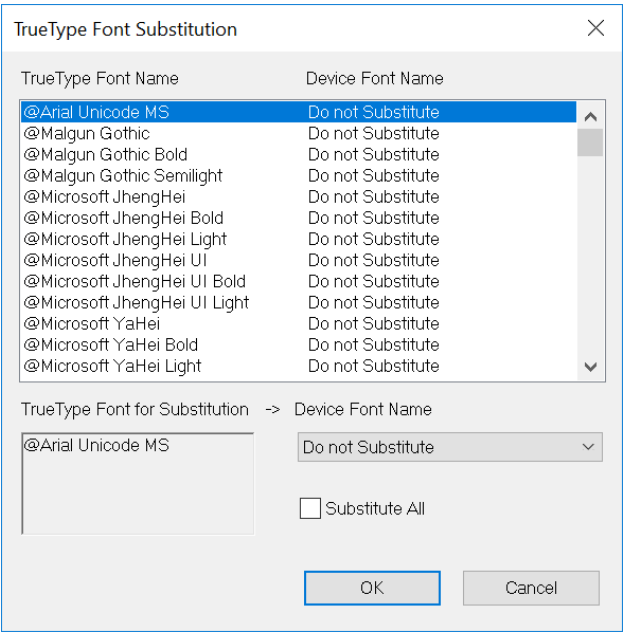 TrueType Font Substitution
TrueType Font Name Device Font Name
@Arial Unicode MS Do not Substitute
@Malgun Gothic Do not Substitute
@Malgun Gothic Bold Do not Substitute
@Malgun Gothic Semilight Do not Substitute
@Microsoft JhengHei Do not Substitute
@Microsoft JhengHei Bold Do not Substitute
@Microsoft JhengHei Light Do not Substitute
@Microsoft JhengHei UI Do not Substitute
@Microsoft JhengHei UI Bold Do not Substitute
@Microsoft JhengHei UI Light Do not Substitute
@Microsoft YaHei Do not Substitute
@Microsoft YaHei Bold Do not Substitute
@Microsoft YaHei Light Do not Substitute
TrueType Font for Substitution -> Device Font Name
@Arial Unicode MS Do not Substitute
Substitute All
OK Cancel